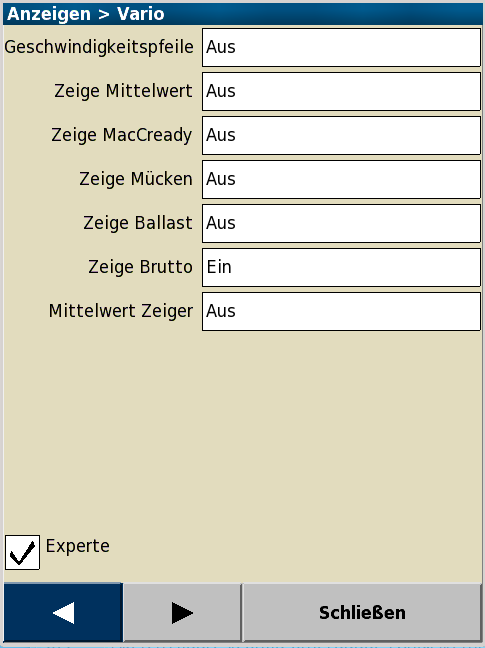 Anzeigen > Vario
Geschwindigkeitspfeile Aus
Zeige Mittelwert Aus
Zeige MacCready Aus
Zeige Mücken Aus
Zeige Ballast Aus
Zeige Brutto Ein
Mittelwert Zeiger Aus
Experte
Schließen